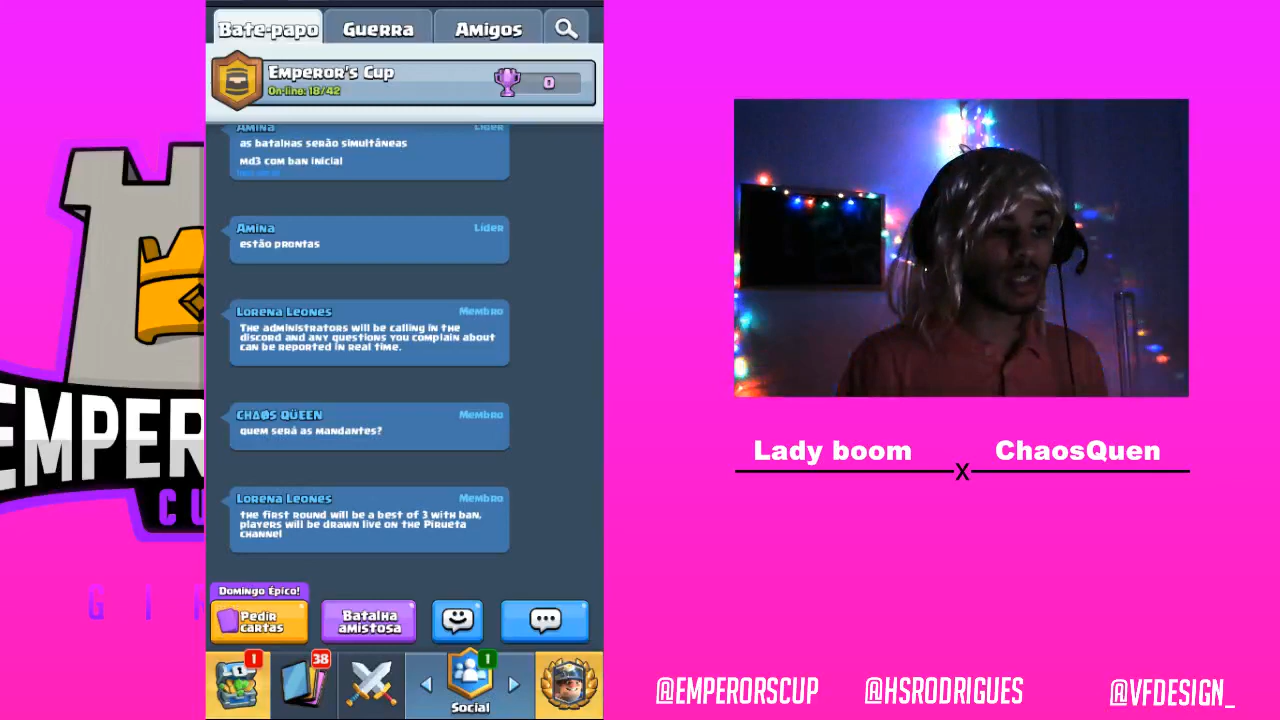 Bate-papo
Guerra
Amigos
Emperor's Cup
On-line: 18/42
0
Amina
Líder
as batalhas serão simultâneas
md3 com ban inicial
Amina
Líder
estão prontas
Lorena Leones
Membro
The administrators will be calling in the
discord and any questions you complain about
can be reported in real time.
CHΔØS QÜEEN
Membro
quem será as mandantes?
Lorena Leones
Membro
the first round will be a best of 3 with ban,
players will be drawn live on the Pirueta
channel
Domingo Épico!
Pedir
cartas
Batalha
amistosa
1
38
1
Social
EMPER
CU
G I
Lady boom
X
ChaosQuen
@EMPERORSCUP
@HSRODRIGUES
@VFDESIGN_